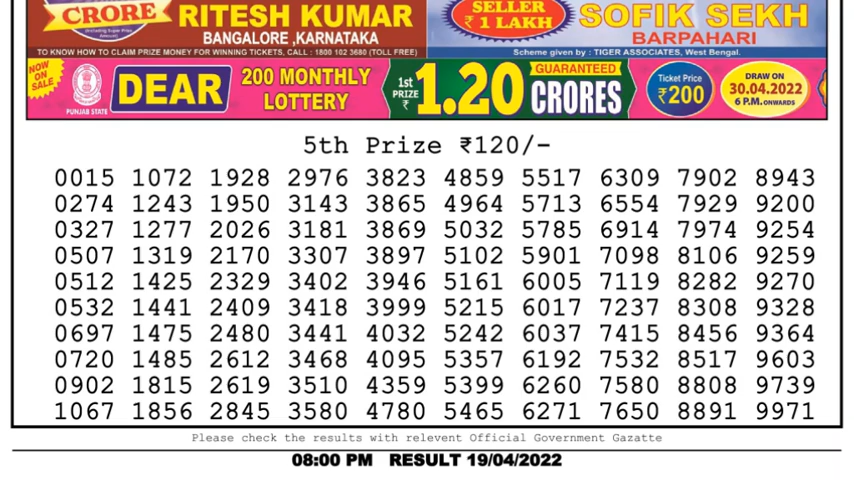 CRORE
(Including Super Prize Amount)
RITESH KUMAR
BANGALORE ,KARNATAKA
TO KNOW HOW TO CLAIM PRIZE MONEY FOR WINNING TICKETS, CALL : 1800 102 3680 (TOLL FREE)
SELLER
₹ 1 LAKH
SOFIK SEKH
BARPAHARI
Scheme given by : TIGER ASSOCIATES, West Bengal.
NOW ON SALE
PUNJAB STATE
DEAR
200 MONTHLY
LOTTERY
1st
PRIZE
₹
1.20
GUARANTEED
CRORES
Ticket Price
₹200
DRAW ON
30.04.2022
6 P.M. ONWARDS
5th Prize ₹120/-
0015 1072 1928 2976 3823 4859 5517 6309 7902 8943
0274 1243 1950 3143 3865 4964 5713 6554 7929 9200
0327 1277 2026 3181 3869 5032 5785 6914 7974 9254
0507 1319 2170 3307 3897 5102 5901 7098 8106 9259
0512 1425 2329 3402 3946 5161 6005 7119 8282 9270
0532 1441 2409 3418 3999 5215 6017 7237 8308 9328
0697 1475 2480 3441 4032 5242 6037 7415 8456 9364
0720 1485 2612 3468 4095 5357 6192 7532 8517 9603
0902 1815 2619 3510 4359 5399 6260 7580 8808 9739
1067 1856 2845 3580 4780 5465 6271 7650 8891 9971
Please check the results with relevent Official Government Gazatte
08:00 PM RESULT 19/04/2022